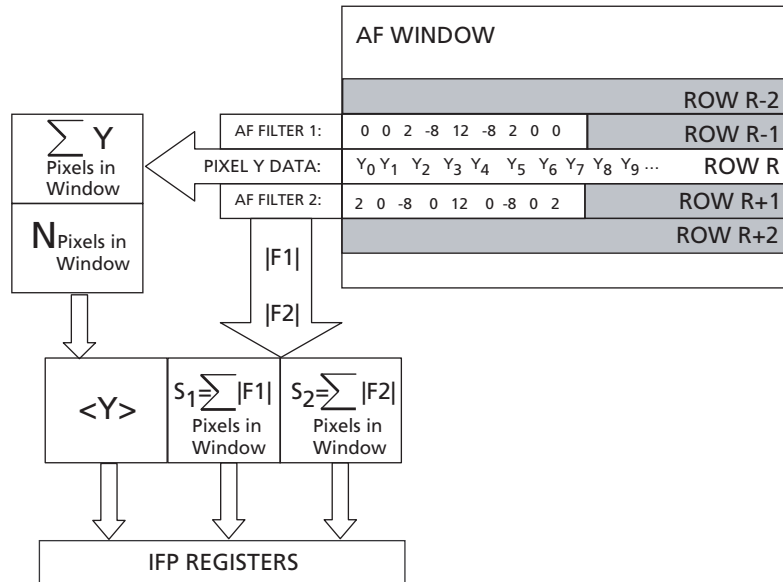 AF WINDOW
ROW R-2
AF FILTER 1: 0 0 2 -8 12 -8 2 0 0 ROW R-1
PIXEL Y DATA: Y0 Y1 Y2 Y3 Y4 Y5 Y6 Y7 Y8 Y9 ... ROW R
AF FILTER 2: 2 0 -8 0 12 0 -8 0 2 ROW R+1
ROW R+2
∑ Y
Pixels in
Window
N Pixels in
Window
|F1|
|F2|
<Y>
S1=∑|F1|
Pixels in
Window
S2=∑|F2|
Pixels in
Window
IFP REGISTERS